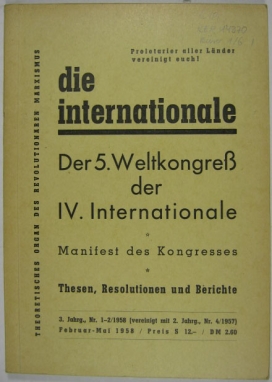 Proletarier aller Länder
vereinigt euch!
die
internationale
Der 5. Weltkongreß
der
IV. Internationale
Manifest des Kongresses
Thesen, Resolutionen und Berichte
3. Jahrg., Nr. 1-2/1958 (vereinigt mit 2. Jahrg., Nr. 4/1957)
Februar-Mai 1958 / Preis S 12.— / DM 2.60
THEORETISCHES ORGAN DES REVOLUTIONÄREN MARXISMUS